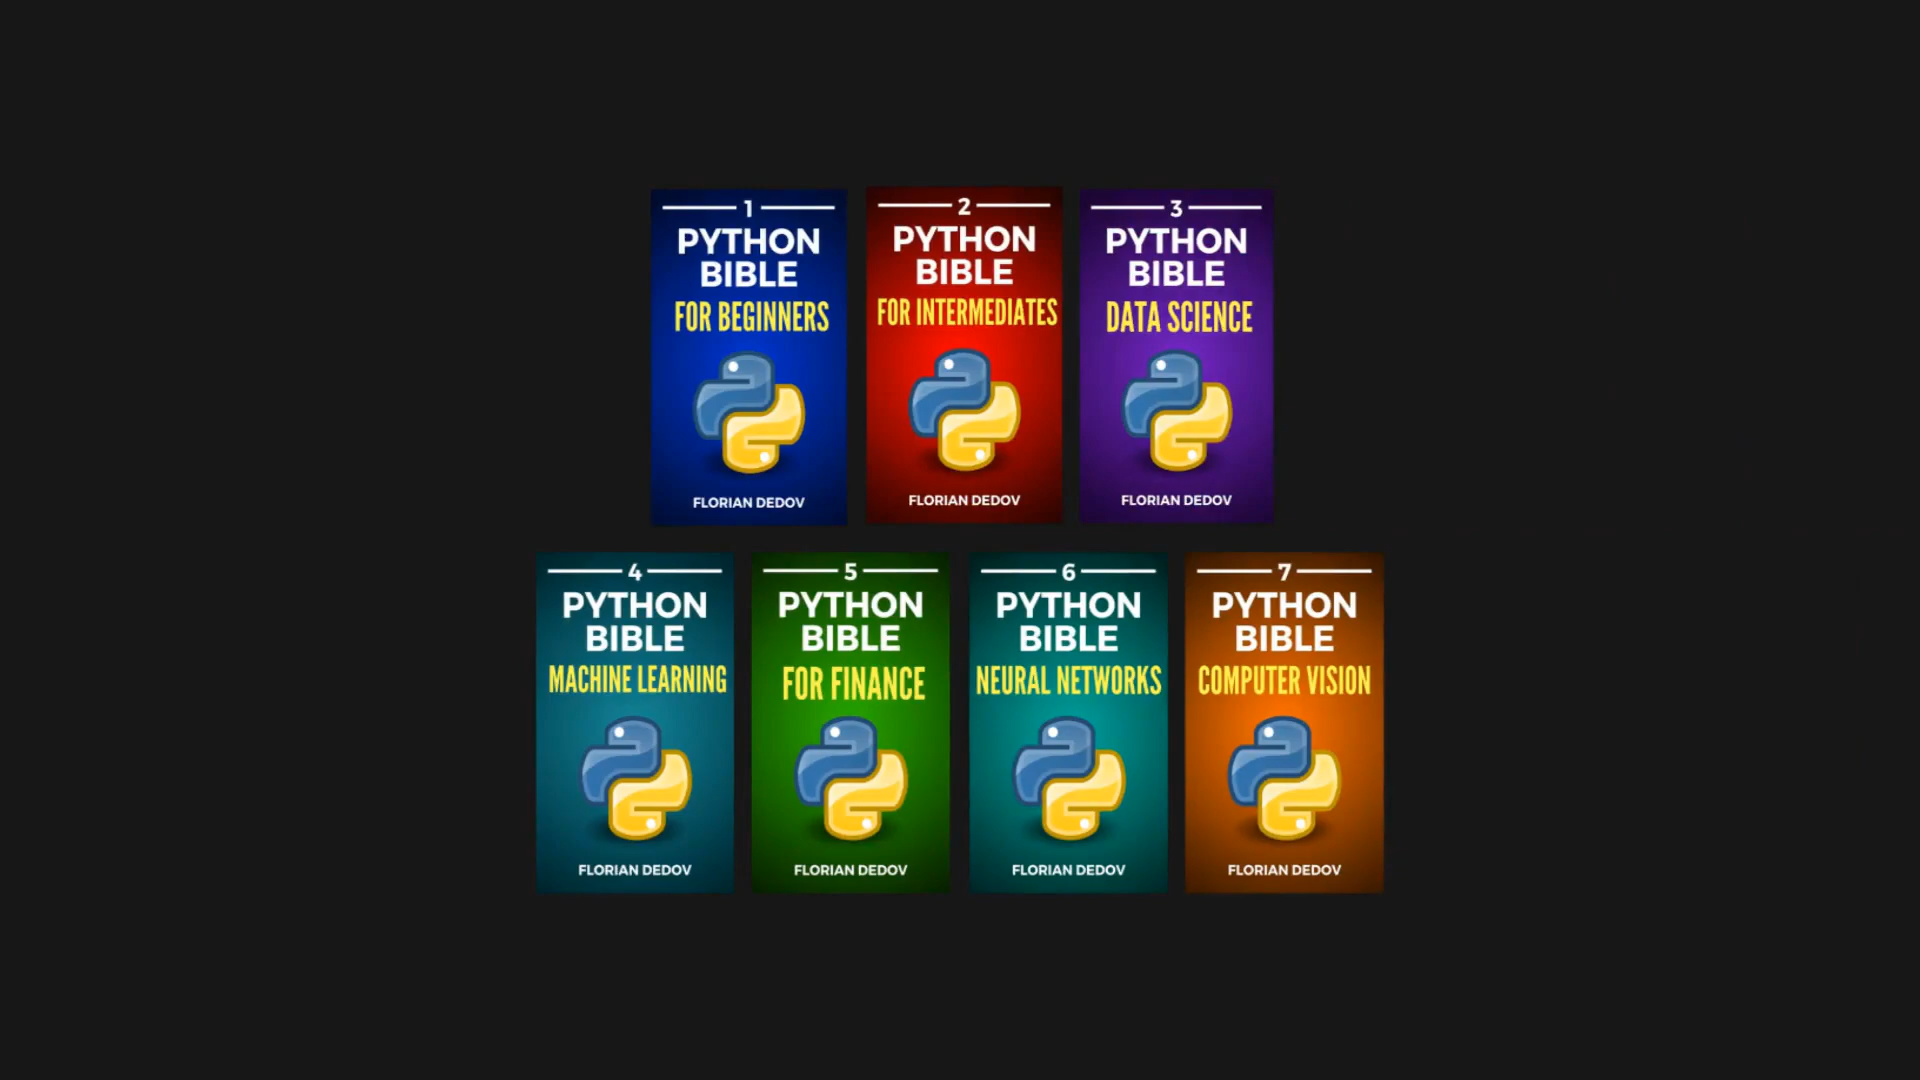 1
PYTHON
BIBLE
FOR BEGINNERS
FLORIAN DEDOV
2
PYTHON
BIBLE
FOR INTERMEDIATES
FLORIAN DEDOV
3
PYTHON
BIBLE
DATA SCIENCE
FLORIAN DEDOV
4
PYTHON
BIBLE
MACHINE LEARNING
FLORIAN DEDOV
5
PYTHON
BIBLE
FOR FINANCE
FLORIAN DEDOV
6
PYTHON
BIBLE
NEURAL NETWORKS
FLORIAN DEDOV
7
PYTHON
BIBLE
COMPUTER VISION
FLORIAN DEDOV